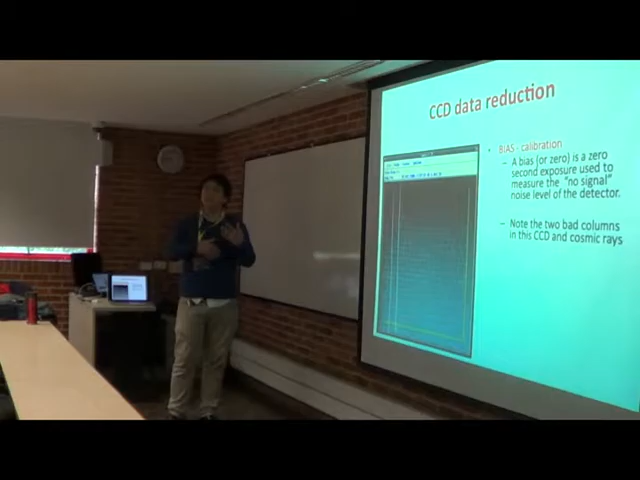 CCD data reduction
• BIAS - calibration
– A bias (or zero) is a zero
second exposure used to
measure the "no signal"
noise level of the detector.
– Note the two bad columns
in this CCD and cosmic rays